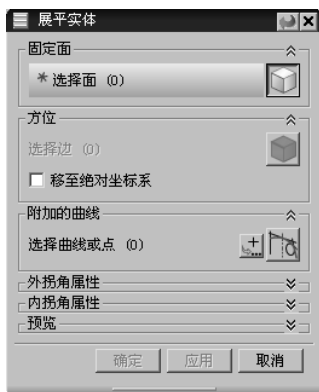 展平实体
固定面
* 选择面 (0)
方位
选择边 (0)
移至绝对坐标系
附加的曲线
选择曲线或点 (0)
外拐角属性
内拐角属性
预览
确定 应用 取消